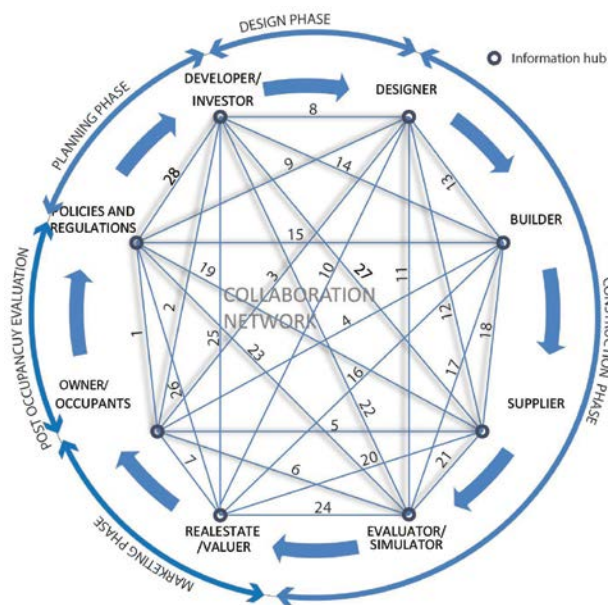 DESIGN PHASE
Information hub
DEVELOPER/
INVESTOR
DESIGNER
PLANNING PHASE
8
28
9
14
13
POLICIES AND
REGULATIONS
BUILDER
15
19
3
10
27
11
COLLABORATION
NETWORK
1
2
25
23
4
12
18
CONSTRUCTION PHASE
POST OCCUPANCUY EVALUATION
OWNER/
OCCUPANTS
26
16
17
22
SUPPLIER
5
7
6
20
21
24
REALESTATE
/VALUER
EVALUATOR/
SIMULATOR
MARKETING PHASE